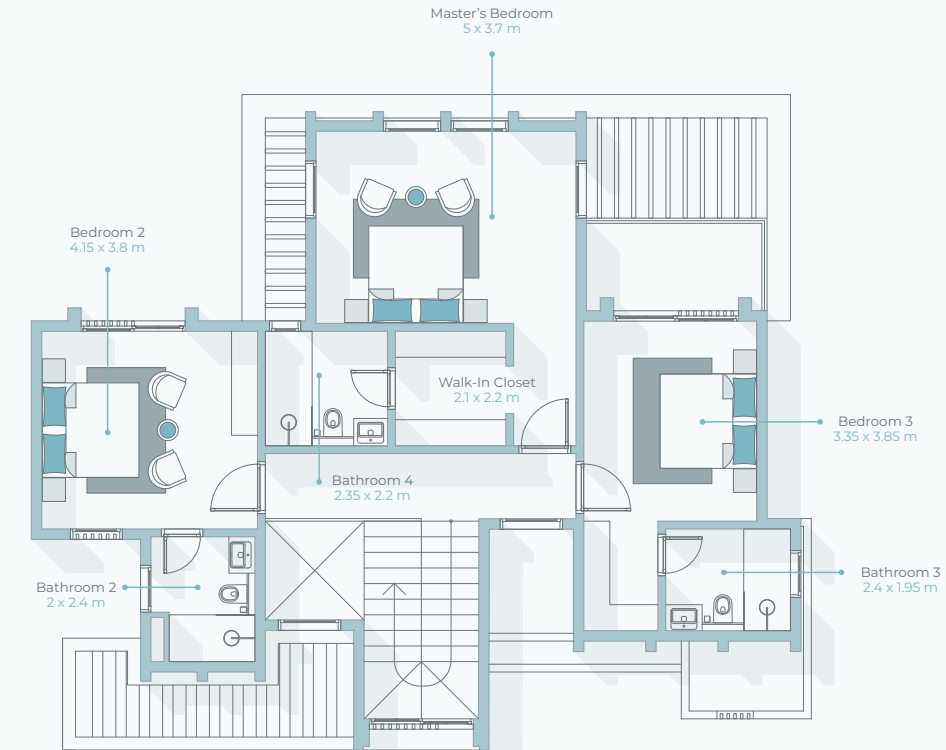 Master's Bedroom
5 x 3.7 m
Bedroom 2
4.15 x 3.8 m
Walk-In Closet
2.1 x 2.2 m
Bedroom 3
3.35 x 3.85 m
Bathroom 4
2.35 x 2.2 m
Bathroom 2
2 x 2.4 m
Bathroom 3
2.4 x 1.95 m